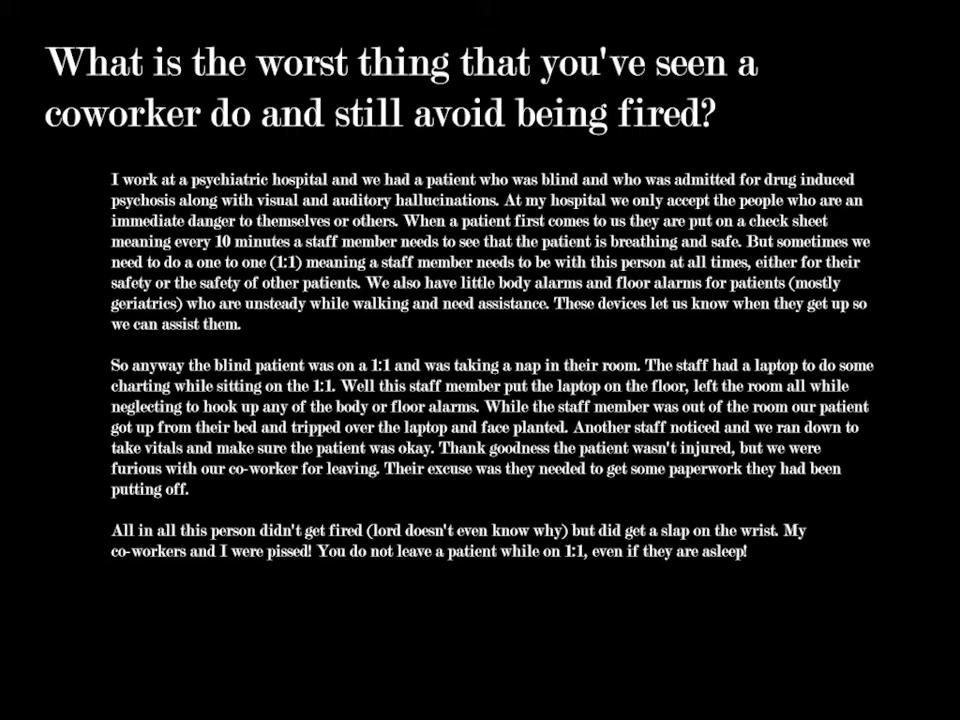 What is the worst thing that you've seen a
coworker do and still avoid being fired?
I work at a psychiatric hospital and we had a patient who was blind and who was admitted for drug induced
psychosis along with visual and auditory hallucinations. At my hospital we only accept the people who are an
immediate danger to themselves or others. When a patient first comes to us they are put on a check sheet
meaning every 10 minutes a staff member needs to see that the patient is breathing and safe. But sometimes we
need to do a one to one (1:1) meaning a staff member needs to be with this person at all times, either for their
safety or the safety of other patients. We also have little body alarms and floor alarms for patients (mostly
geriatrics) who are unsteady while walking and need assistance. These devices let us know when they get up so
we can assist them.
So anyway the blind patient was on a 1:1 and was taking a nap in their room. The staff had a laptop to do some
charting while sitting on the 1:1. Well this staff member put the laptop on the floor, left the room all while
neglecting to hook up any of the body or floor alarms. While the staff member was out of the room our patient
got up from their bed and tripped over the laptop and face planted. Another staff noticed and we ran down to
take vitals and make sure the patient was okay. Thank goodness the patient wasn't injured, but we were
furious with our co-worker for leaving. Their excuse was they needed to get some paperwork they had been
putting off.
All in all this person didn't get fired (lord doesn't even know why) but did get a slap on the wrist. My
co-workers and I were pissed! You do not leave a patient while on 1:1, even if they are asleep!